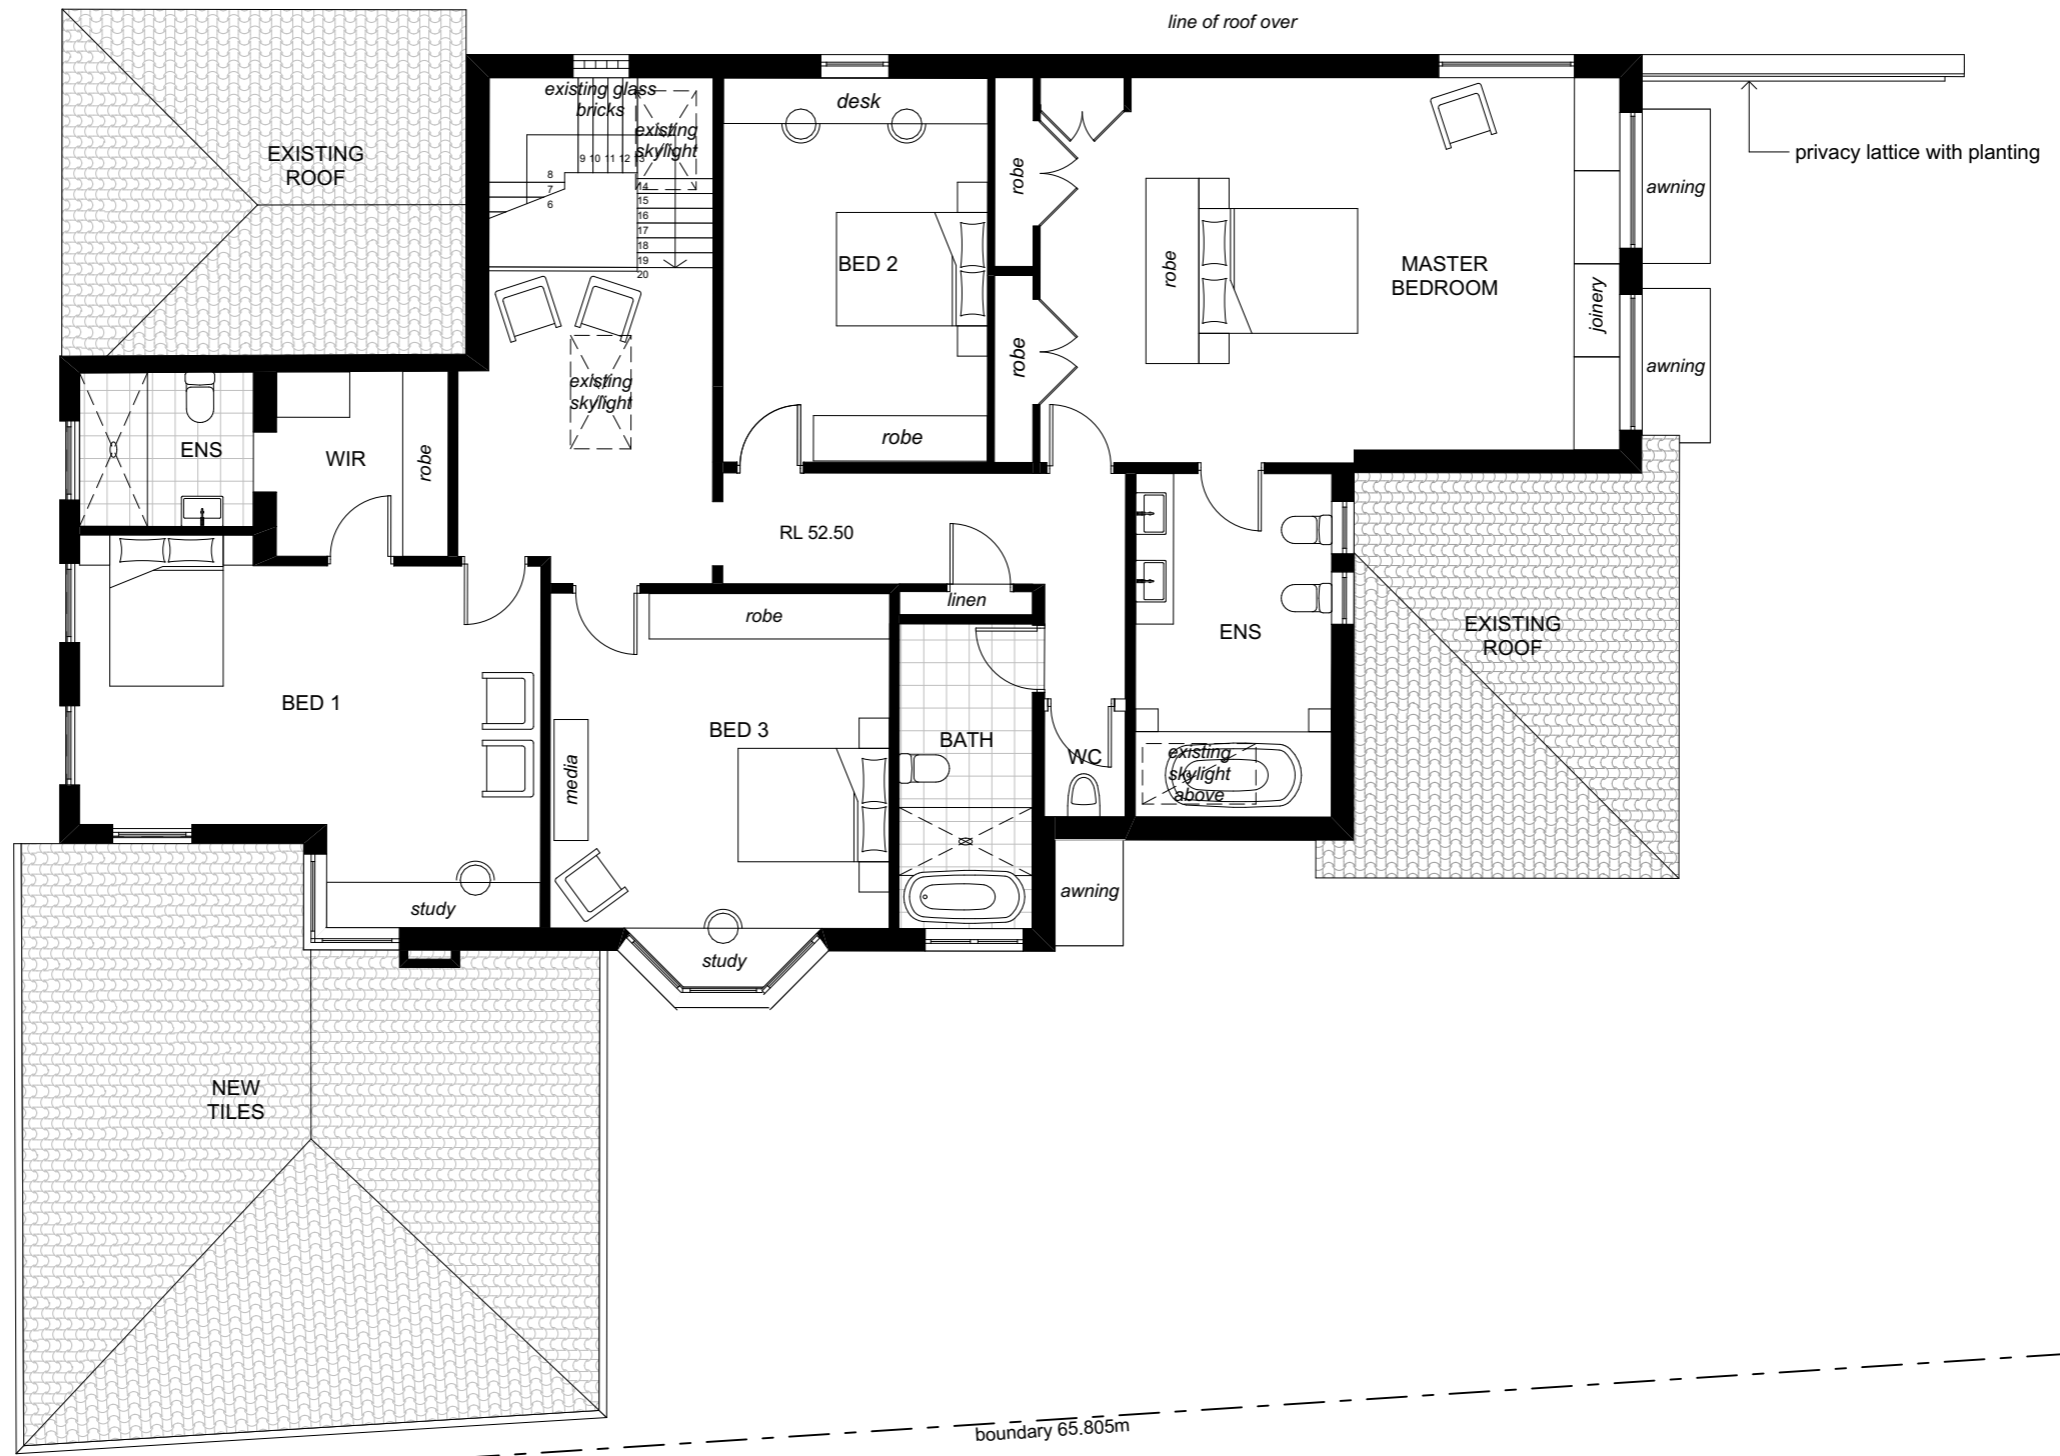 line of roof over
existing glass
bricks
existing
skylight
desk
privacy lattice with planting
EXISTING
ROOF
9 10 11 12 13
8
7
6
14
15
16
17
18
19
20
robe
awning
BED 2
robe
MASTER
BEDROOM
joinery
robe
awning
existing
skylight
ENS
WIR
robe
robe
RL 52.50
linen
robe
ENS
EXISTING
ROOF
BED 1
BED 3
BATH
WC
media
existing
skylight
above
study
awning
study
NEW
TILES
boundary 65.805m